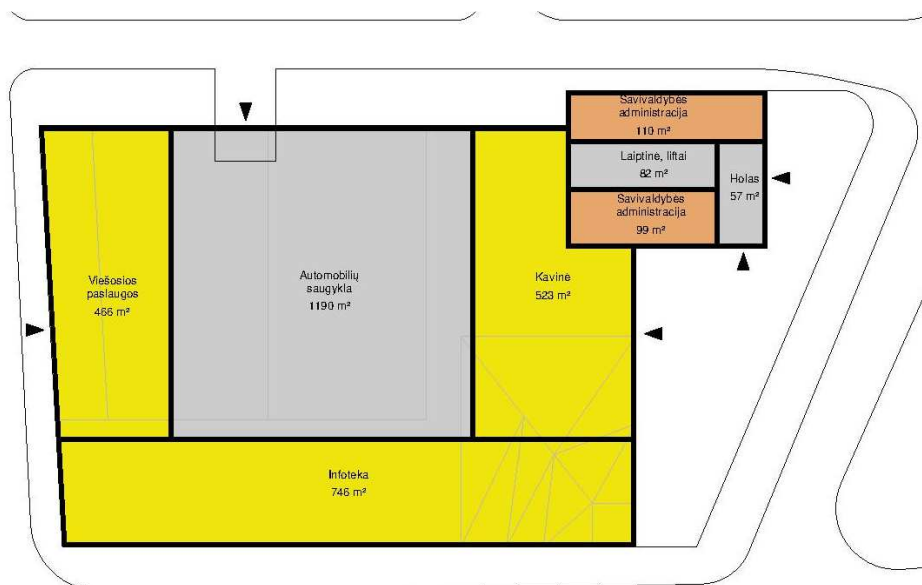 Savivaldybės
administracija
110 m²
Laiptinė, liftai
82 m²
Holas
57 m²
Savivaldybės
administracija
99 m²
Viešosios
paslaugos
466 m²
Automobilių
saugykla
1190 m²
Kavinė
523 m²
Infoteka
746 m²